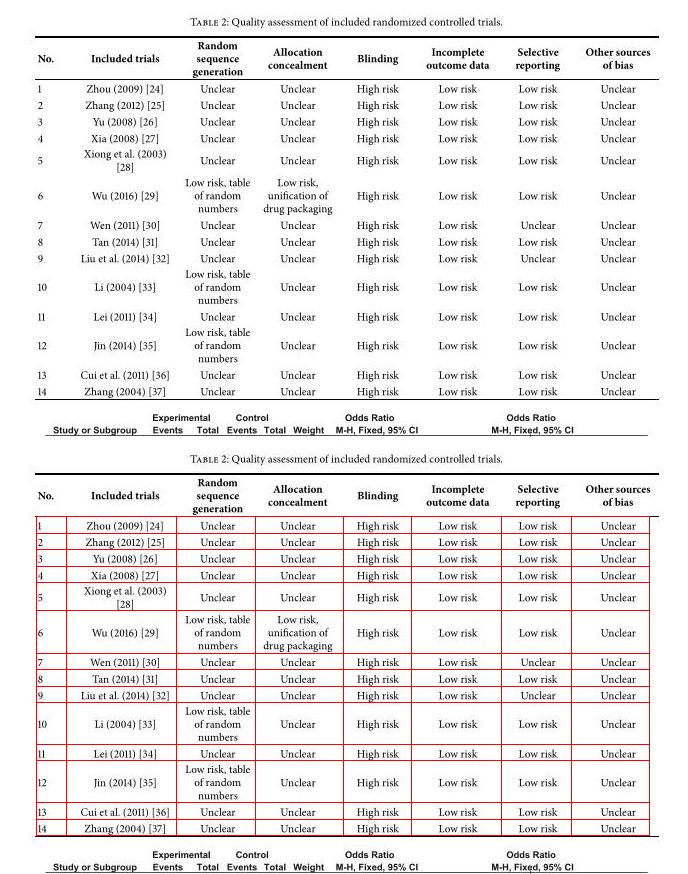 TABLE 2: Quality assessment of included randomized controlled trials.
No. Included trials Random sequence generation Allocation concealment Blinding Incomplete outcome data Selective reporting Other sources of bias
1 Zhou (2009) [24] Unclear Unclear High risk Low risk Low risk Unclear
2 Zhang (2012) [25] Unclear Unclear High risk Low risk Low risk Unclear
3 Yu (2008) [26] Unclear Unclear High risk Low risk Low risk Unclear
4 Xia (2008) [27] Unclear Unclear High risk Low risk Low risk Unclear
5 Xiong et al. (2003) [28] Unclear Unclear High risk Low risk Low risk Unclear
6 Wu (2016) [29] Low risk, table of random numbers Low risk, unification of drug packaging High risk Low risk Low risk Unclear
7 Wen (2011) [30] Unclear Unclear High risk Low risk Unclear Unclear
8 Tan (2014) [31] Unclear Unclear High risk Low risk Low risk Unclear
9 Liu et al. (2014) [32] Unclear Unclear High risk Low risk Unclear Unclear
10 Li (2004) [33] Low risk, table of random numbers Unclear High risk Low risk Low risk Unclear
11 Lei (2011) [34] Unclear Unclear High risk Low risk Low risk Unclear
12 Jin (2014) [35] Low risk, table of random numbers Unclear High risk Low risk Low risk Unclear
13 Cui et al. (2011) [36] Unclear Unclear High risk Low risk Low risk Unclear
14 Zhang (2004) [37] Unclear Unclear High risk Low risk Low risk Unclear
Experimental Control Odds Ratio Odds Ratio
Study or Subgroup Events Total Events Total Weight M-H, Fixed, 95% CI M-H, Fixed, 95% CI
TABLE 2: Quality assessment of included randomized controlled trials.
No. Included trials Random sequence generation Allocation concealment Blinding Incomplete outcome data Selective reporting Other sources of bias
1 Zhou (2009) [24] Unclear Unclear High risk Low risk Low risk Unclear
2 Zhang (2012) [25] Unclear Unclear High risk Low risk Low risk Unclear
3 Yu (2008) [26] Unclear Unclear High risk Low risk Low risk Unclear
4 Xia (2008) [27] Unclear Unclear High risk Low risk Low risk Unclear
5 Xiong et al. (2003) [28] Unclear Unclear High risk Low risk Low risk Unclear
6 Wu (2016) [29] Low risk, table of random numbers Low risk, unification of drug packaging High risk Low risk Low risk Unclear
7 Wen (2011) [30] Unclear Unclear High risk Low risk Unclear Unclear
8 Tan (2014) [31] Unclear Unclear High risk Low risk Low risk Unclear
9 Liu et al. (2014) [32] Unclear Unclear High risk Low risk Unclear Unclear
10 Li (2004) [33] Low risk, table of random numbers Unclear High risk Low risk Low risk Unclear
11 Lei (2011) [34] Unclear Unclear High risk Low risk Low risk Unclear
12 Jin (2014) [35] Low risk, table of random numbers Unclear High risk Low risk Low risk Unclear
13 Cui et al. (2011) [36] Unclear Unclear High risk Low risk Low risk Unclear
14 Zhang (2004) [37] Unclear Unclear High risk Low risk Low risk Unclear
Experimental Control Odds Ratio Odds Ratio
Study or Subgroup Events Total Events Total Weight M-H, Fixed, 95% CI M-H, Fixed, 95% CI